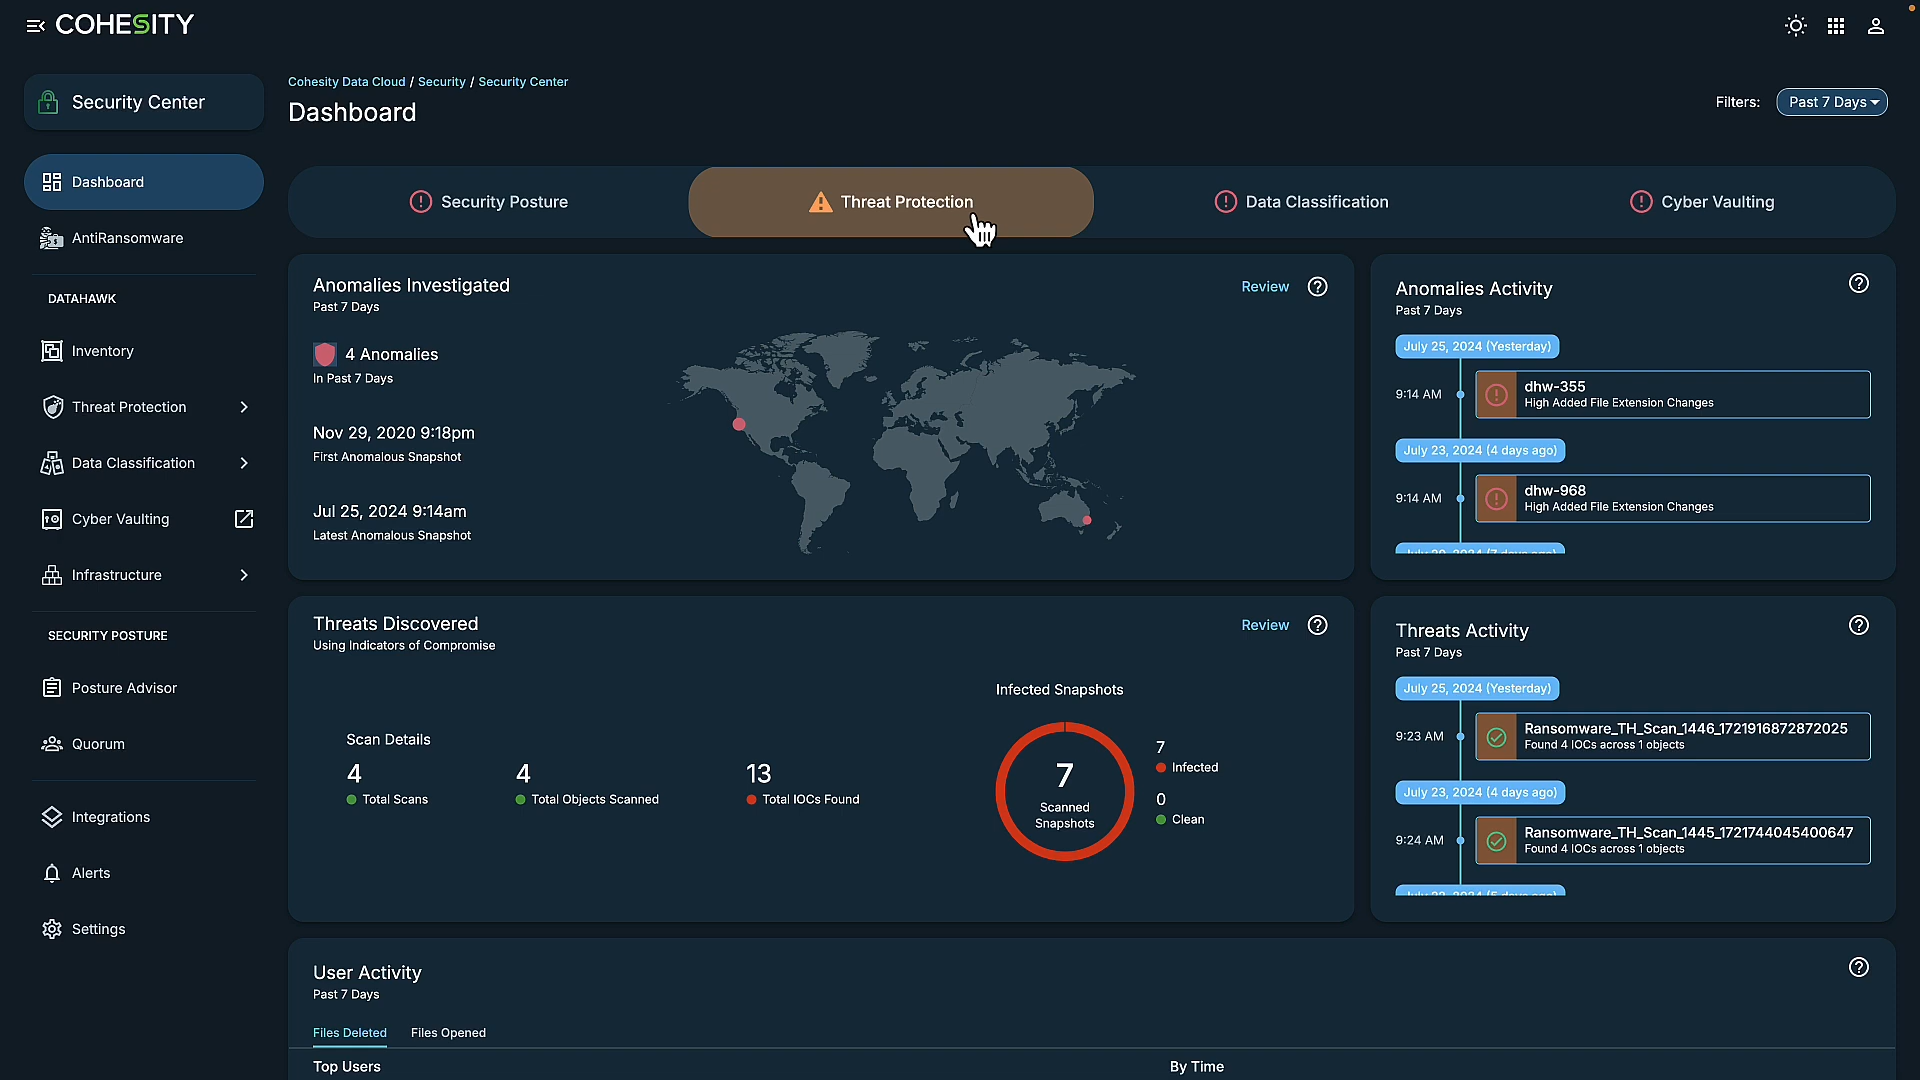 COHESITY
Security Center
Dashboard
AntiRansomware
DATAHAWK
Inventory
Threat Protection
Data Classification
Cyber Vaulting
Infrastructure
SECURITY POSTURE
Posture Advisor
Quorum
Integrations
Alerts
Settings
Cohesity Data Cloud / Security / Security Center
Dashboard
Filters:
Past 7 Days
Security Posture
Threat Protection
Data Classification
Cyber Vaulting
Anomalies Investigated
Past 7 Days
Review
4 Anomalies
In Past 7 Days
Nov 29, 2020 9:18pm
First Anomalous Snapshot
Jul 25, 2024 9:14am
Latest Anomalous Snapshot
Anomalies Activity
Past 7 Days
July 25, 2024 (Yesterday)
9:14 AM
dhw-355
High Added File Extension Changes
July 23, 2024 (4 days ago)
9:14 AM
dhw-968
High Added File Extension Changes
Threats Discovered
Using Indicators of Compromise
Review
Scan Details
4
Total Scans
4
Total Objects Scanned
13
Total IOCs Found
Infected Snapshots
7
Scanned
Snapshots
7
Infected
0
Clean
Threats Activity
Past 7 Days
July 25, 2024 (Yesterday)
9:23 AM
Ransomware_TH_Scan_1446_1721916872872025
Found 4 IOCs across 1 objects
July 23, 2024 (4 days ago)
9:24 AM
Ransomware_TH_Scan_1445_1721744045400647
Found 4 IOCs across 1 objects
User Activity
Past 7 Days
Files Deleted
Files Opened
Top Users
By Time